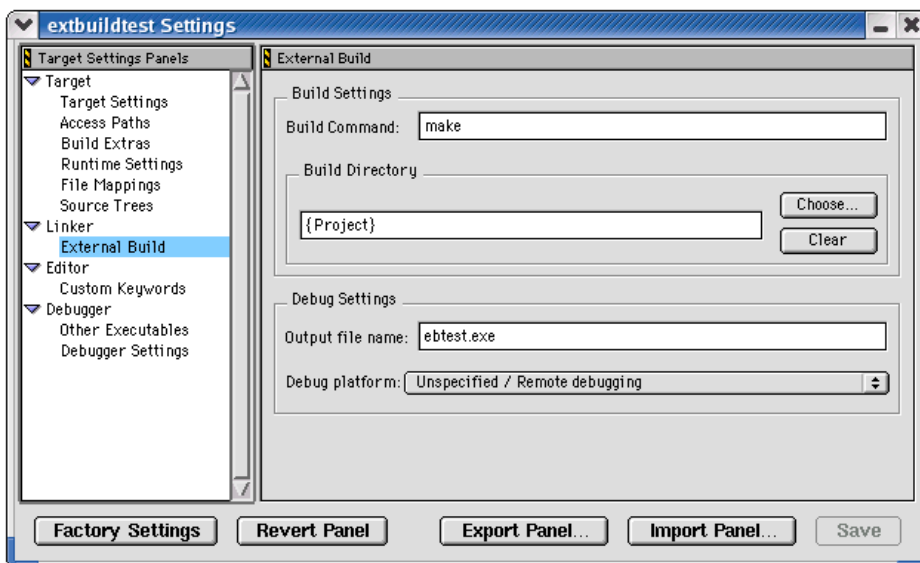 extbuildtest Settings
Target Settings Panels
Target
Target Settings
Access Paths
Build Extras
Runtime Settings
File Mappings
Source Trees
Linker
External Build
Editor
Custom Keywords
Debugger
Other Executables
Debugger Settings
External Build
Build Settings
Build Command: make
Build Directory
{Project}
Choose...
Clear
Debug Settings
Output file name: ebtest.exe
Debug platform: Unspecified / Remote debugging
Factory Settings Revert Panel Export Panel... Import Panel... Save